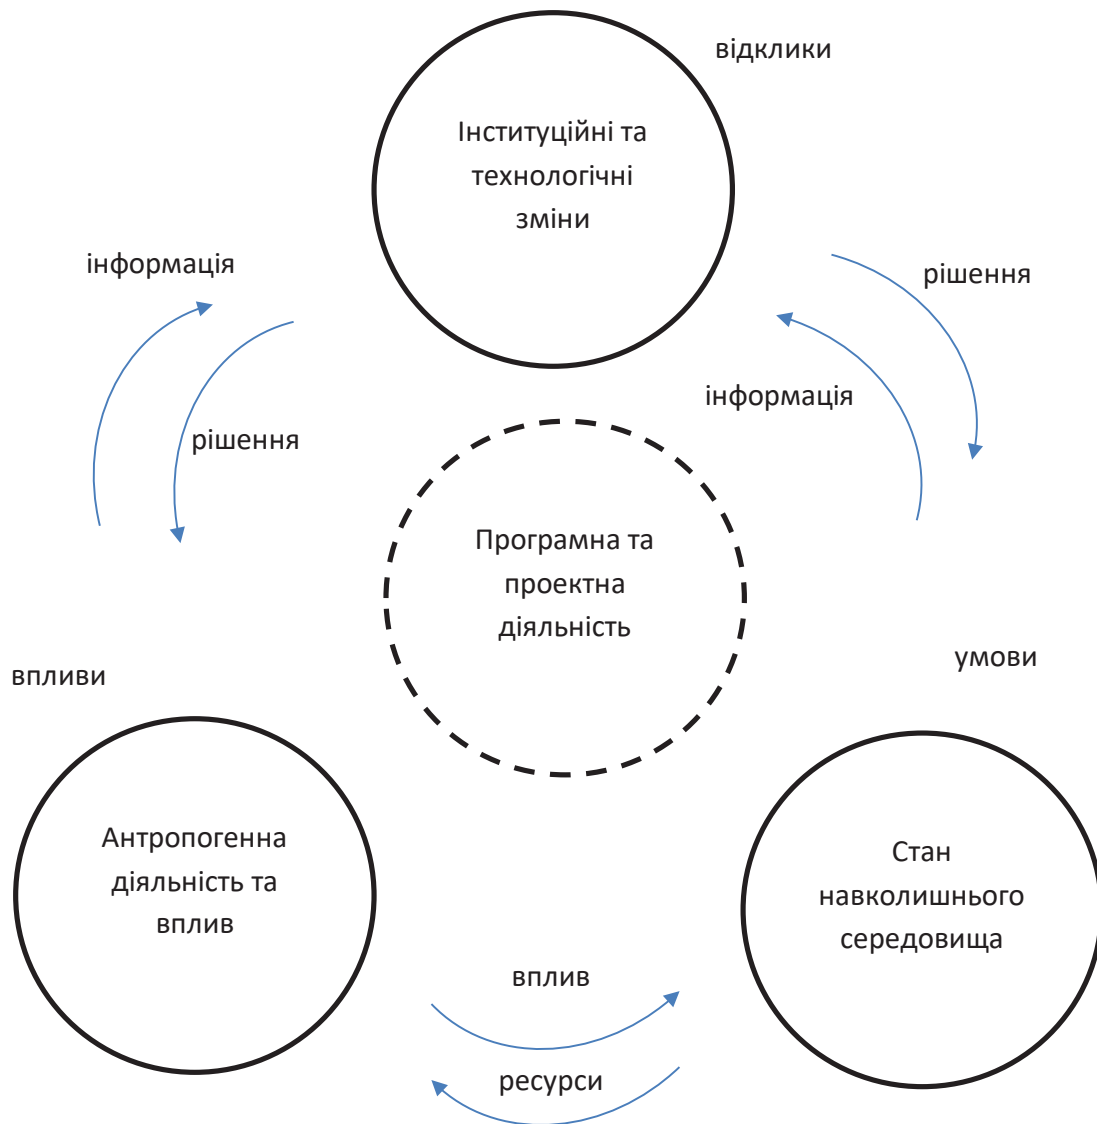 відклики
Інституційні та
технологічні
зміни
інформація
рішення
інформація
рішення
Програмна та
проектна
діяльність
впливи
умови
Антропогенна
діяльність та
вплив
Стан
навколишнього
середовища
вплив
ресурси